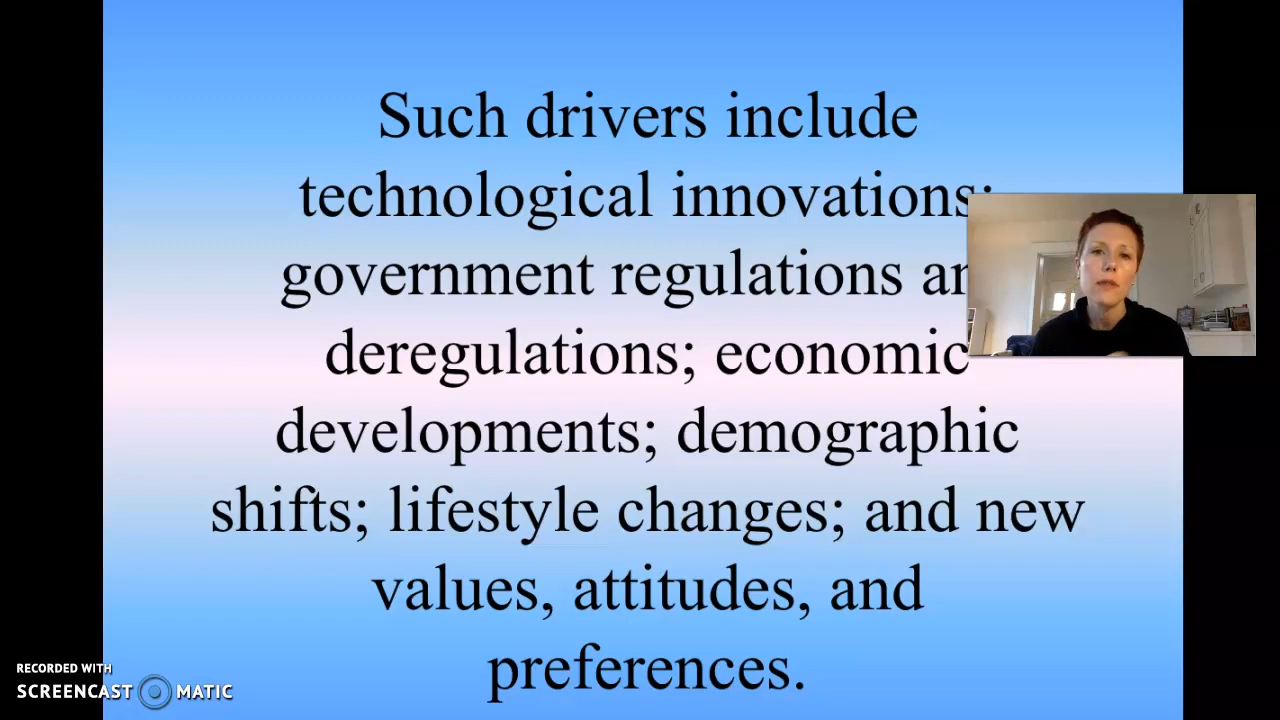 Such drivers include
technological innovations;
government regulations
deregulations; economic
developments; demographic
shifts; lifestyle changes; and new
values, attitudes, and
preferences.
RECORDED WITH
SCREENCAST MATIC